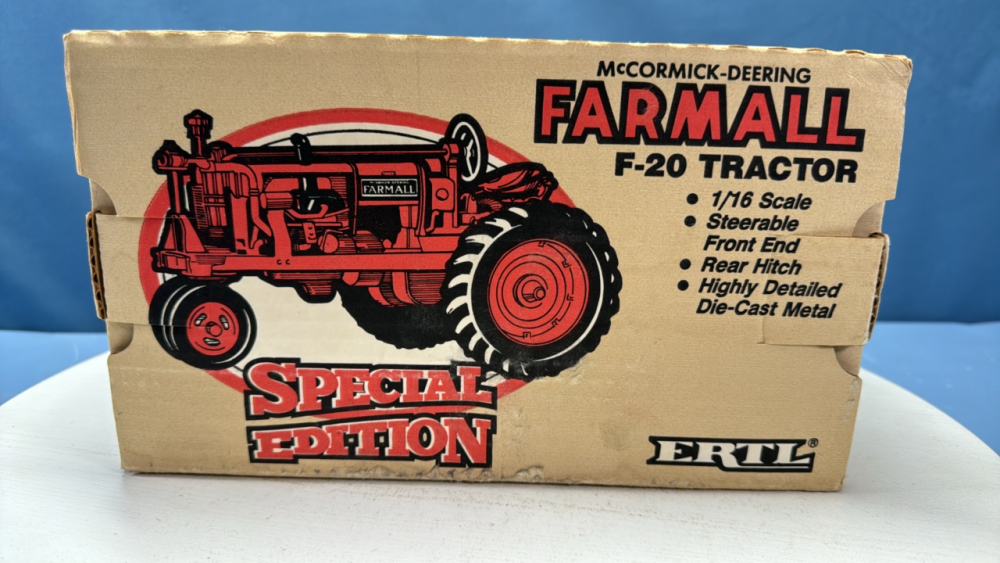 McCORMICK-DEERING
FARMALL
F-20 TRACTOR
• 1/16 Scale
• Steerable
Front End
• Rear Hitch
• Highly Detailed
Die-Cast Metal
FARMALL
SPECIAL
EDITION
ERTL®